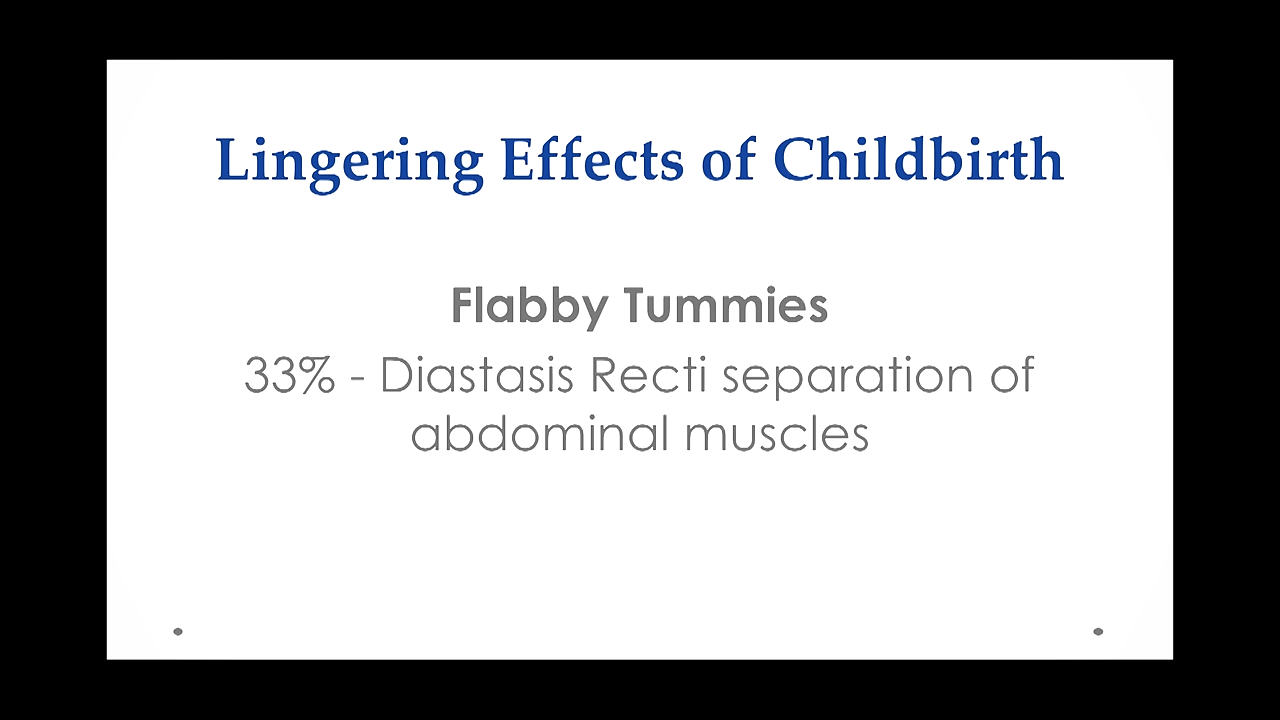 Lingering Effects of Childbirth
Flabby Tummies
33% - Diastasis Recti separation of
abdominal muscles